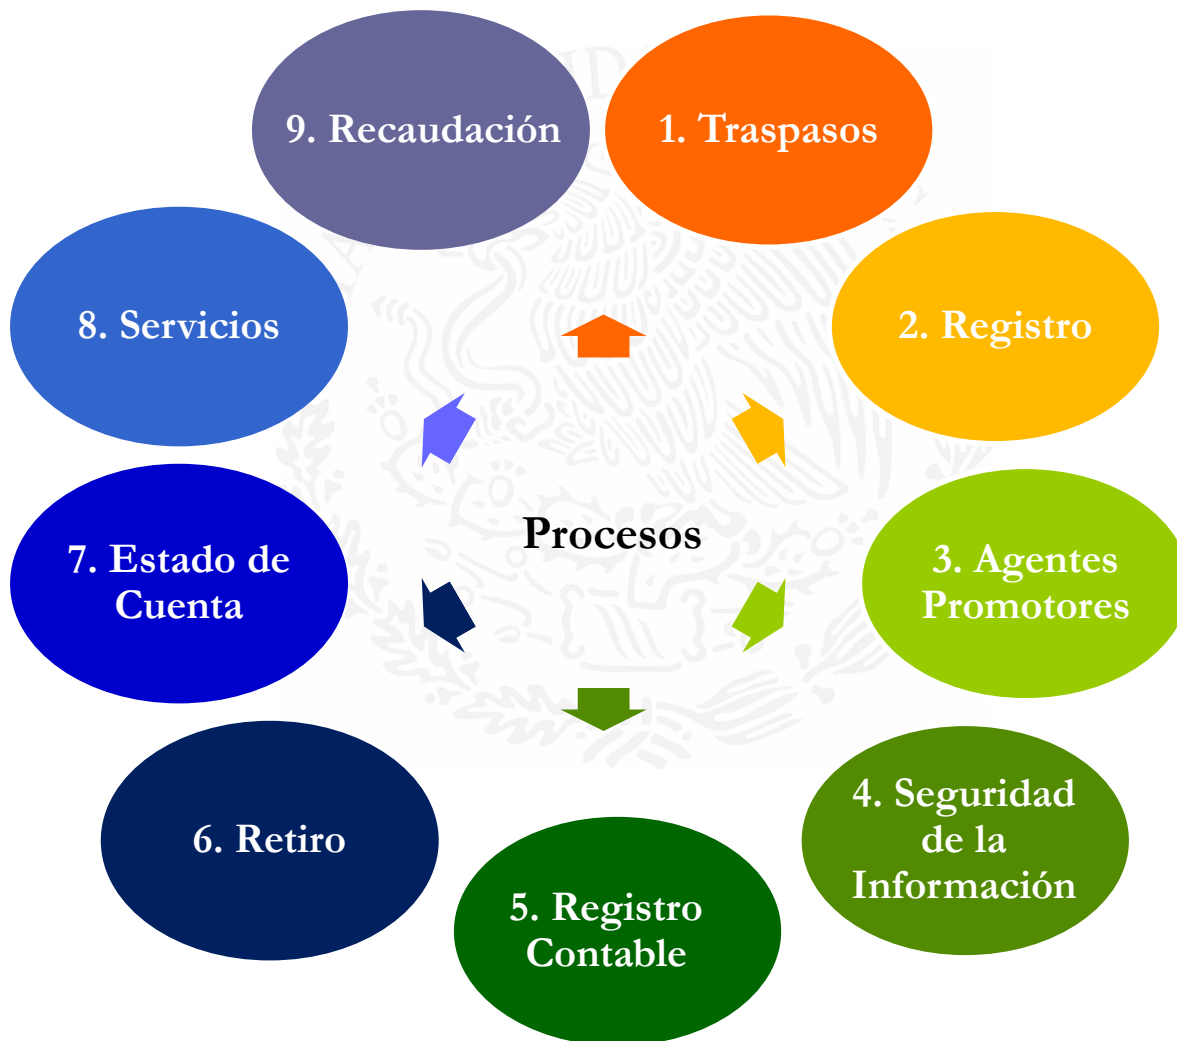 9. Recaudación
1. Traspasos
8. Servicios
2. Registro
Procesos
7. Estado de
Cuenta
3. Agentes
Promotores
6. Retiro
4. Seguridad
de la
Información
5. Registro
Contable